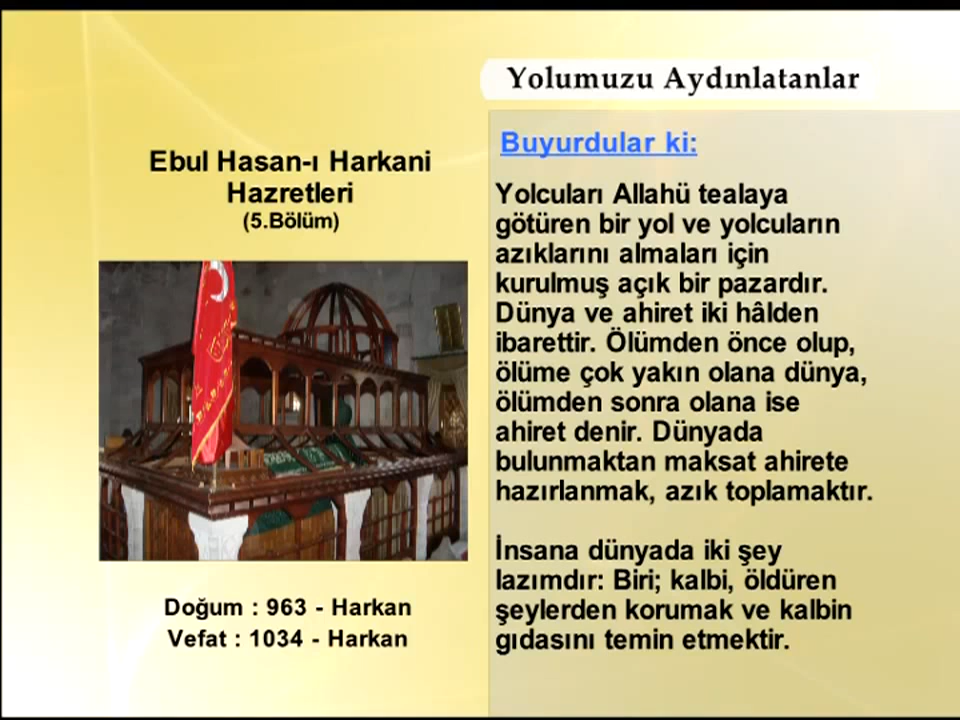 Yolumuzu Aydınlatanlar
Ebul Hasan-ı Harkani
Hazretleri
(5.Bölüm)
Doğum : 963 - Harkan
Vefat : 1034 - Harkan
Buyurdular ki:
Yolcuları Allahü tealaya
götüren bir yol ve yolcuların
azıklarını almaları için
kurulmuş açık bir pazardır.
Dünya ve ahiret iki hâlden
ibarettir. Ölümden önce olup,
ölüme çok yakın olana dünya,
ölümden sonra olana ise
ahiret denir. Dünyada
bulunmaktan maksat ahirete
hazırlanmak, azık toplamaktır.
İnsana dünyada iki şey
lazımdır: Biri; kalbi, öldüren
şeylerden korumak ve kalbin
gıdasını temin etmektir.